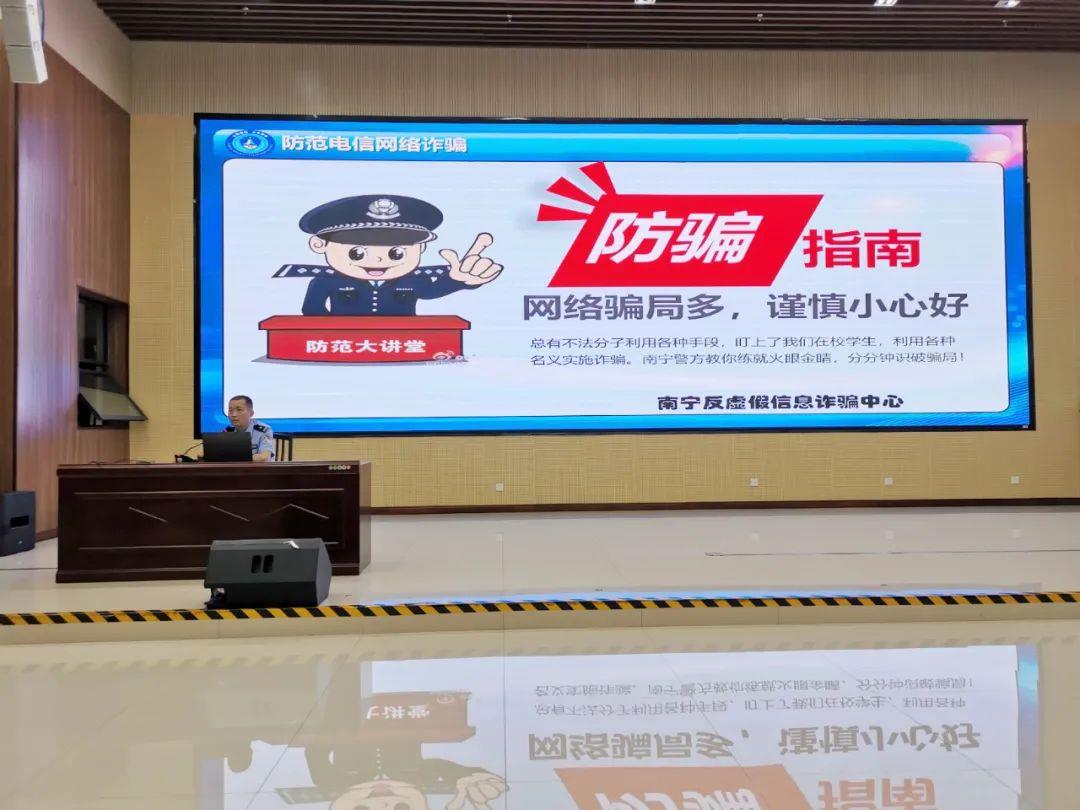 防范电信网络诈骗
防骗
指南
网络骗局多，谨慎小心好
总有不法分子利用各种手段，盯上了我们在校学生，利用各种
名义实施诈骗。南宁警方教你练就火眼金睛，分分钟识破骗局！
防范大讲堂
南宁反虚假信息诈骗中心